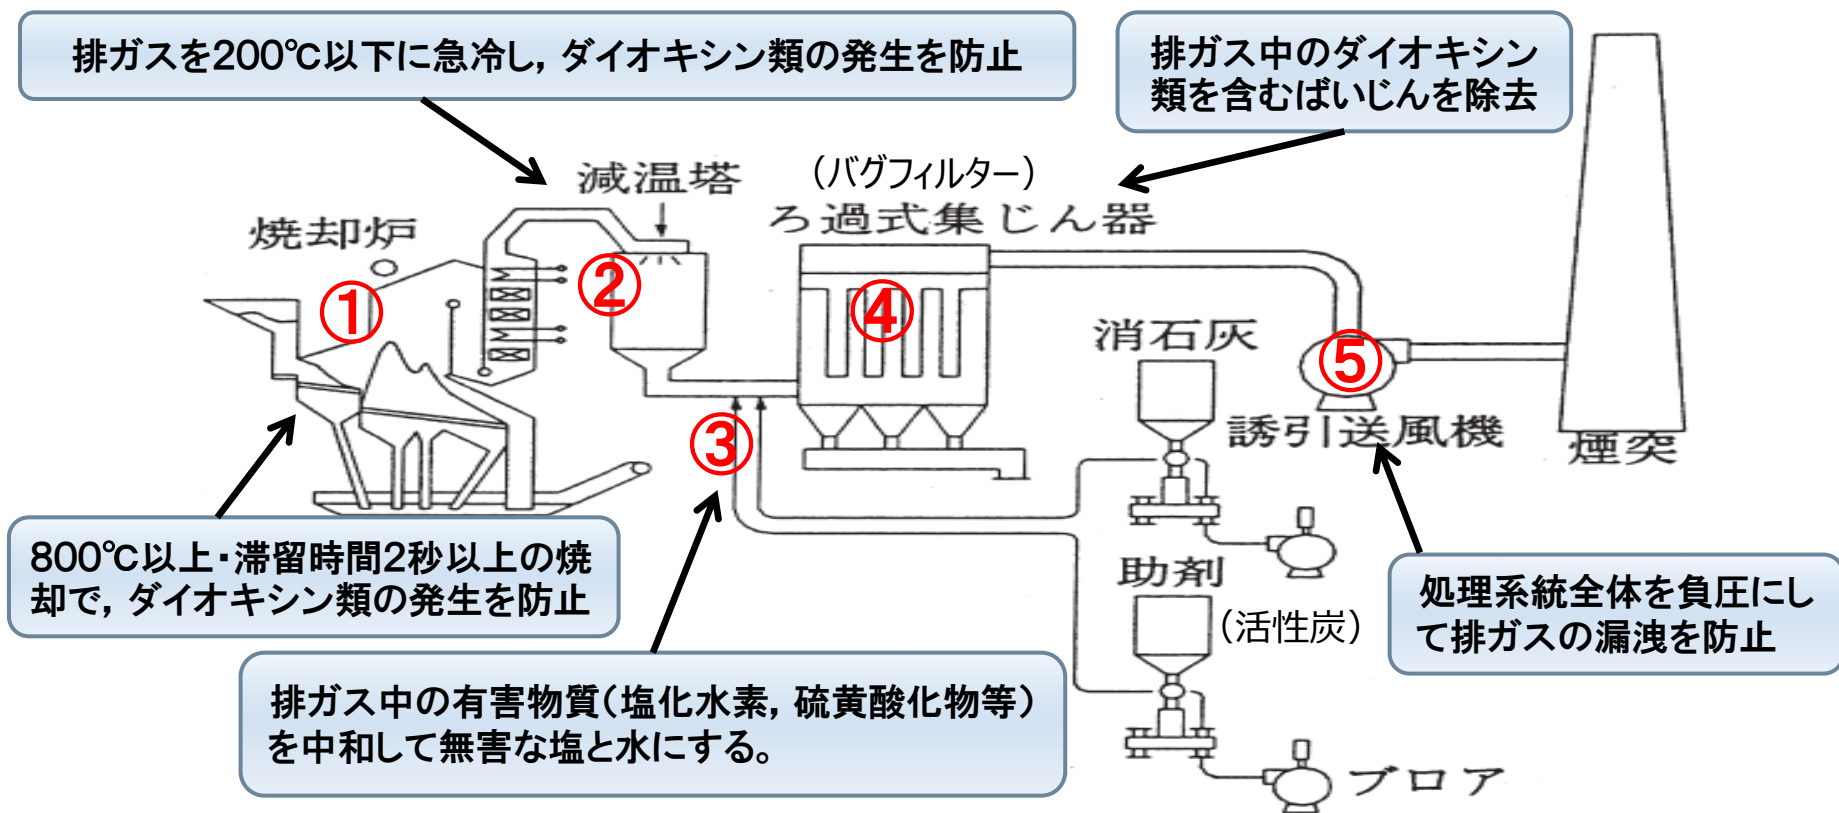 排ガスを200℃以下に急冷し，ダイオキシン類の発生を防止
排ガス中のダイオキシン
類を含むばいじんを除去
減温塔
（バグフィルター）
ろ過式集じん器
焼却炉
①
②
④
消石灰
⑤
誘引送風機
煙突
③
800℃以上・滞留時間2秒以上の焼
却で，ダイオキシン類の発生を防止
助剤
（活性炭）
処理系統全体を負圧にし
て排ガスの漏洩を防止
排ガス中の有害物質（塩化水素，硫黄酸化物等）
を中和して無害な塩と水にする。
ブロア